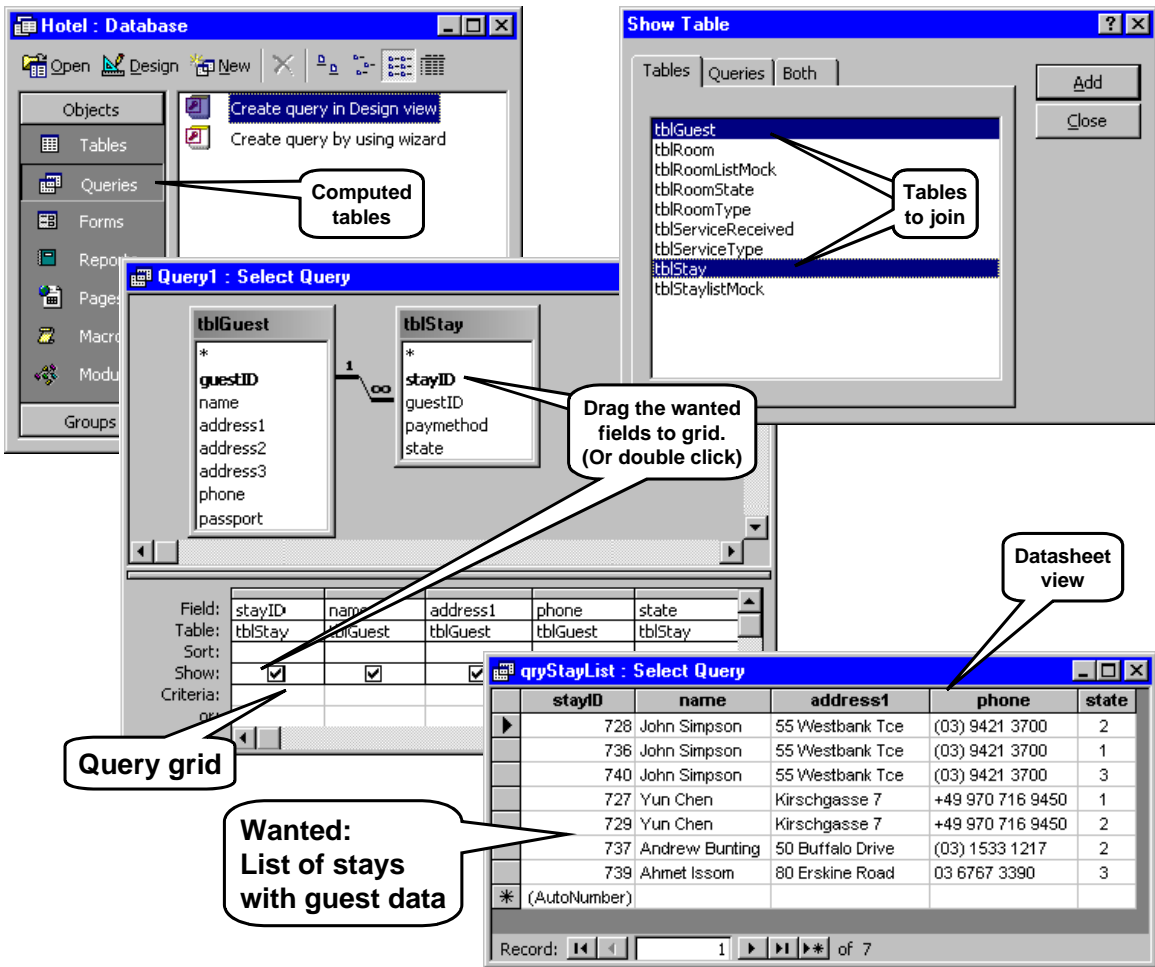 Hotel : Database
Open Design New
Objects
Tables
Queries
Forms
Reports
Pages
Macro
Modu
Groups
Create query in Design view
Create query by using wizard
Computed
tables
Show Table
Tables Queries Both
Add
Close
tblGuest
tblRoom
tblRoomListMock
tblRoomState
tblRoomType
tblServiceReceived
tblServiceType
tblStay
tblStaylistMock
Tables
to join
Query1 : Select Query
tblGuest
*
guestID
name
address1
address2
address3
phone
passport
1
∞
tblStay
*
stayID
guestID
paymethod
state
Drag the wanted
fields to grid.
(Or double click)
Field: stayID name address1 phone state
Table: tblStay tblGuest tblGuest tblGuest tblStay
Sort:
Show:
Criteria:
or:
Query grid
Datasheet
view
Wanted:
List of stays
with guest data
qryStayList : Select Query
stayID name address1 phone state
728 John Simpson 55 Westbank Tce (03) 9421 3700 2
736 John Simpson 55 Westbank Tce (03) 9421 3700 1
740 John Simpson 55 Westbank Tce (03) 9421 3700 3
727 Yun Chen Kirschgasse 7 +49 970 716 9450 1
729 Yun Chen Kirschgasse 7 +49 970 716 9450 2
737 Andrew Bunting 50 Buffalo Drive (03) 1533 1217 2
739 Ahmet Issom 80 Erskine Road 03 6767 3390 3
* (AutoNumber)
Record: 1 of 7